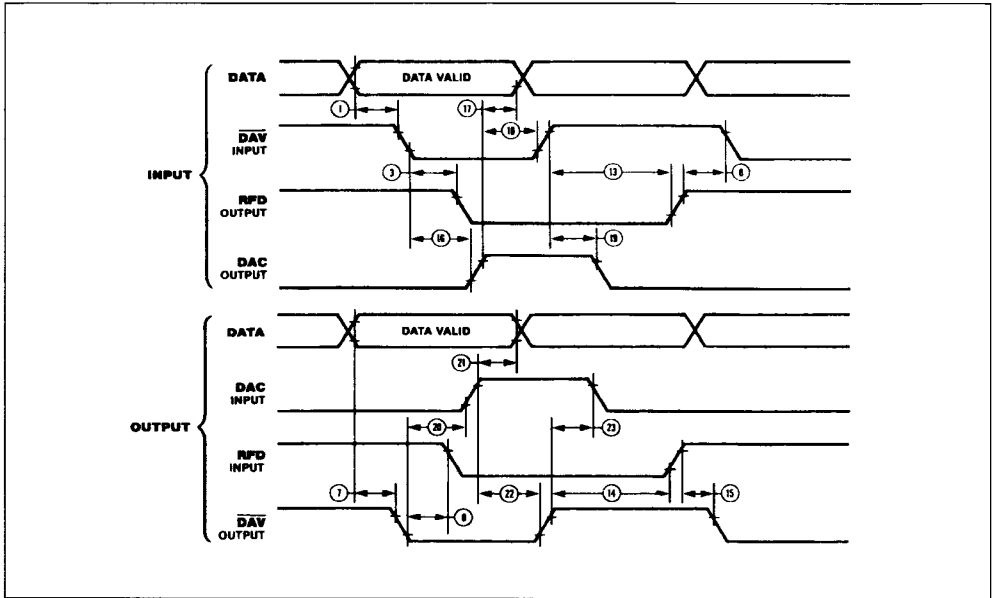 DATA
DATA VALID
1
17
18
DAV
INPUT
INPUT
3
13
6
RFD
OUTPUT
16
19
DAC
OUTPUT
DATA
DATA VALID
21
DAC
INPUT
OUTPUT
20
23
RFD
INPUT
7
8
22
14
15
DAV
OUTPUT